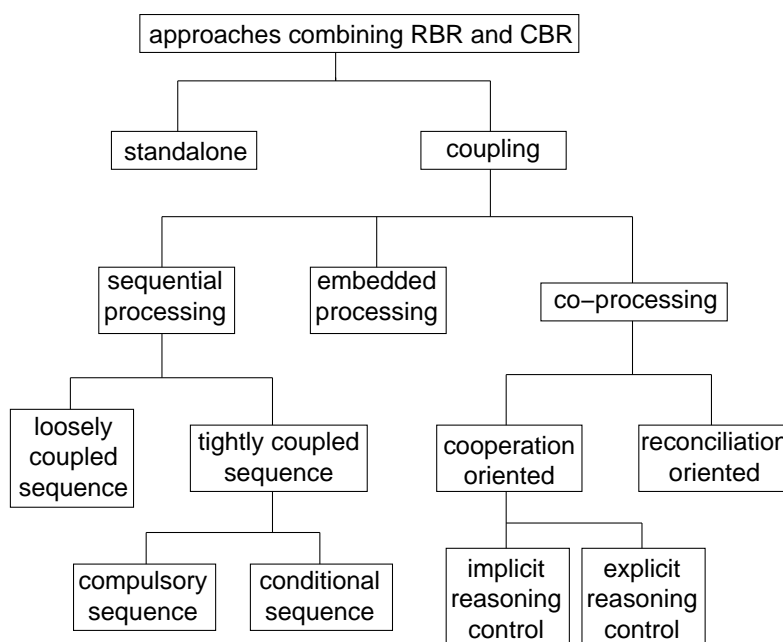 approaches combining RBR and CBR
standalone
coupling
sequential
processing
embedded
processing
co−processing
loosely
coupled
sequence
tightly coupled
sequence
cooperation
oriented
reconciliation
oriented
compulsory
sequence
conditional
sequence
implicit
reasoning
control
explicit
reasoning
control